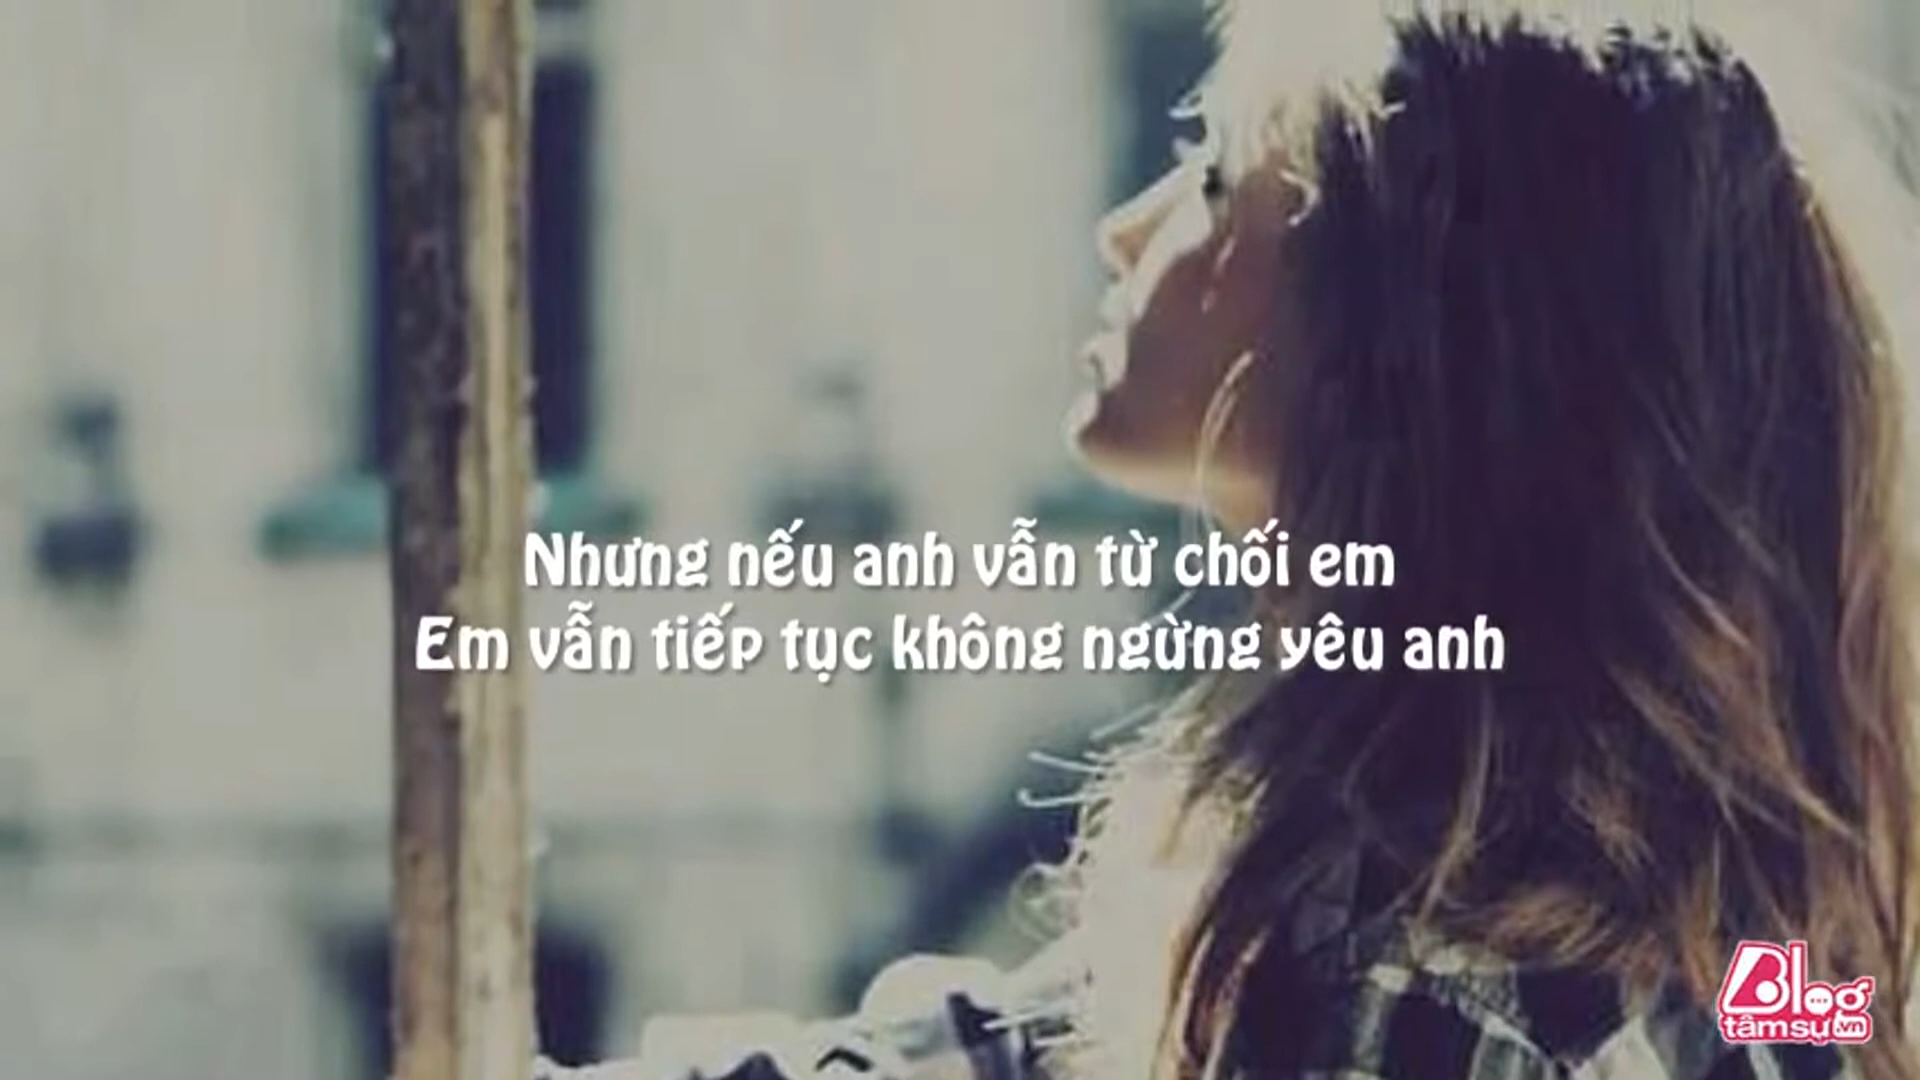 Nhưng nếu anh vẫn từ chối em
Em vẫn tiếp tục không ngừng yêu anh
Blog
tâmsự.vn